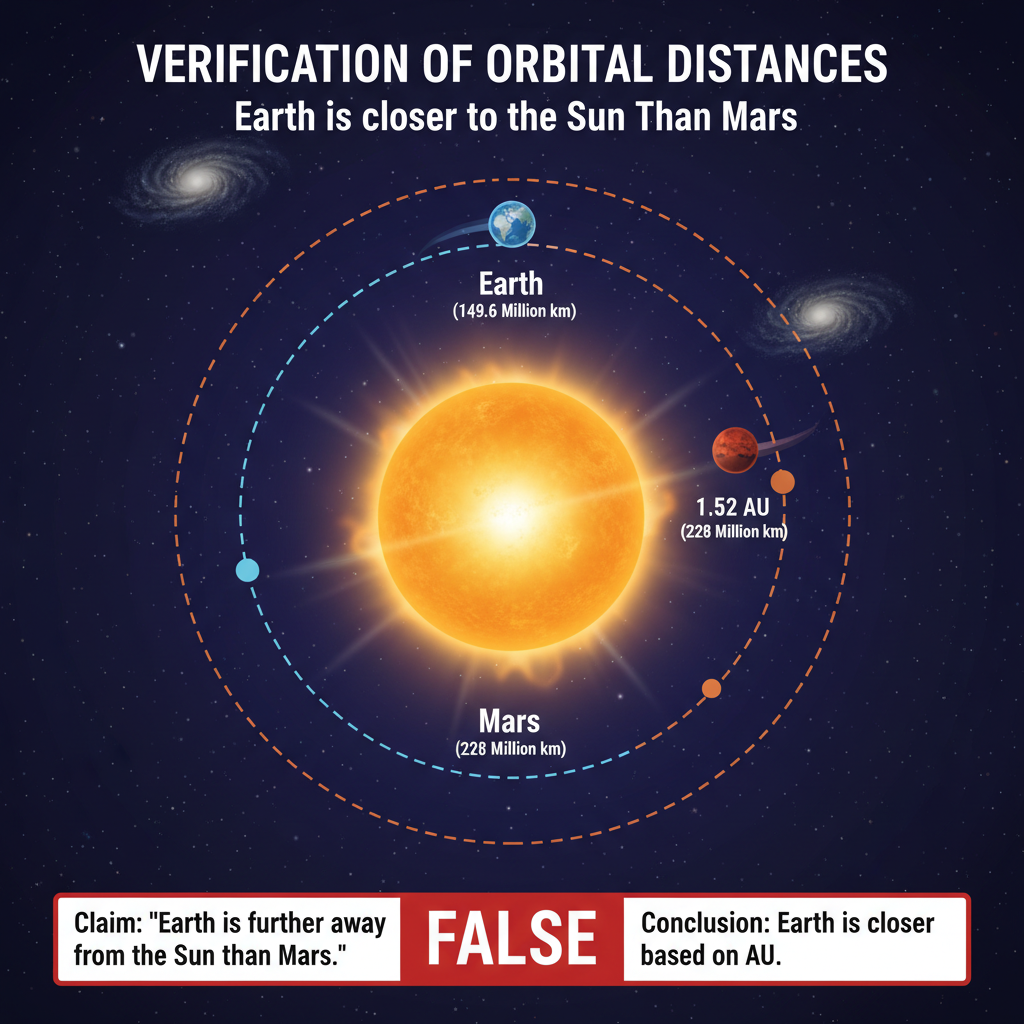 VERIFICATION OF ORBITAL DISTANCES
Earth is closer to the Sun Than Mars
Earth
(149.6 Million km)
1.52 AU
(228 Million km)
Mars
(228 Million km)
Claim: "Earth is further away
from the Sun than Mars."
FALSE
Conclusion: Earth is closer
based on AU.